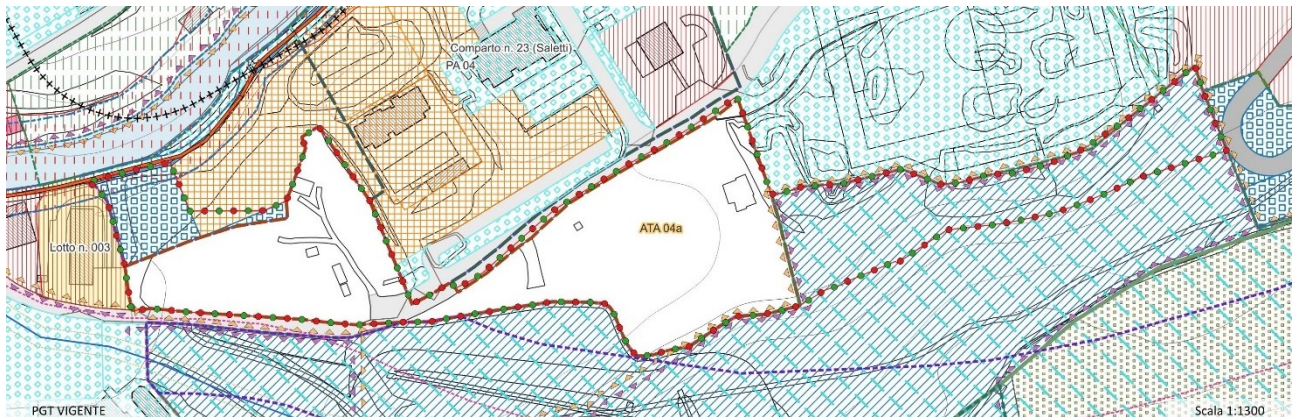 Comparto n. 23 (Saletti)
PA 04
ATA 04a
Lotto n. 003
PGT VIGENTE
Scala 1:1300